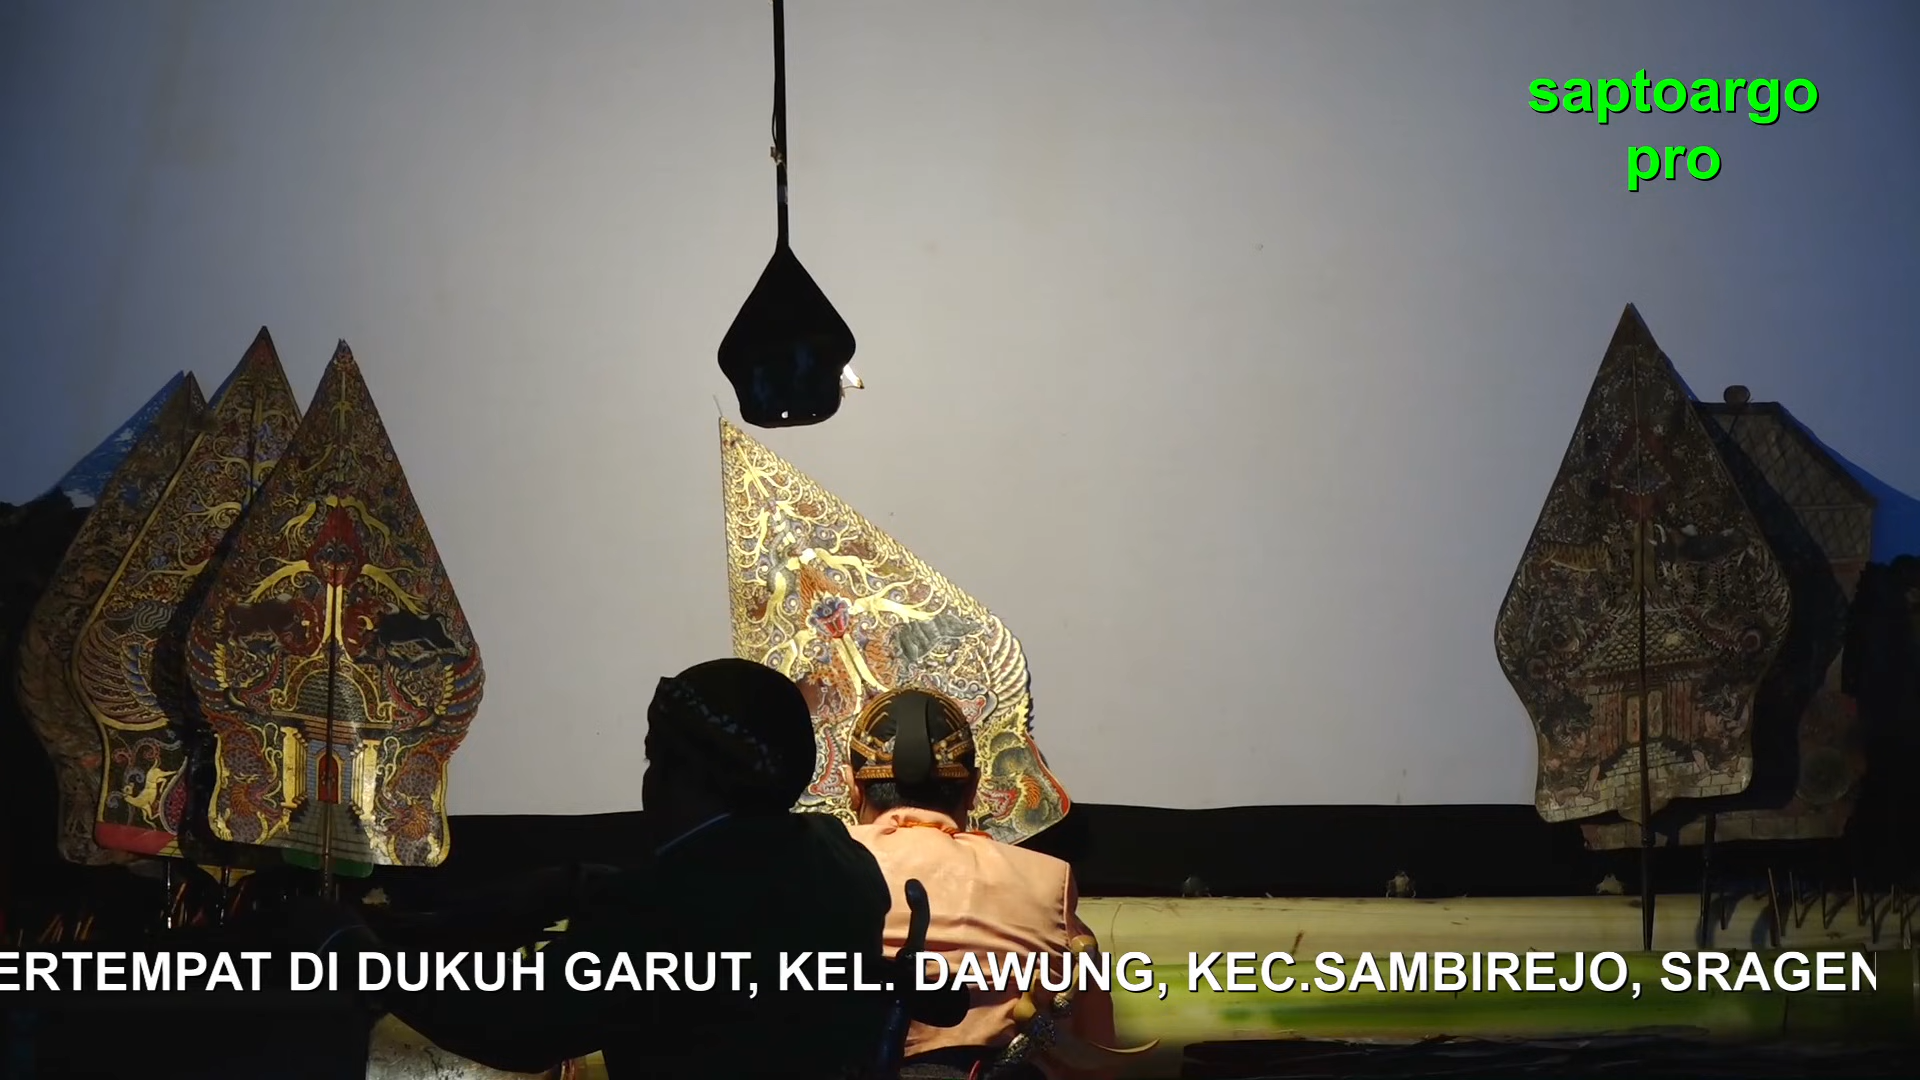 saptoargo
pro
ERTEMPAT DI DUKUH GARUT, KEL. DAWUNG, KEC.SAMBIREJO, SRAGEN